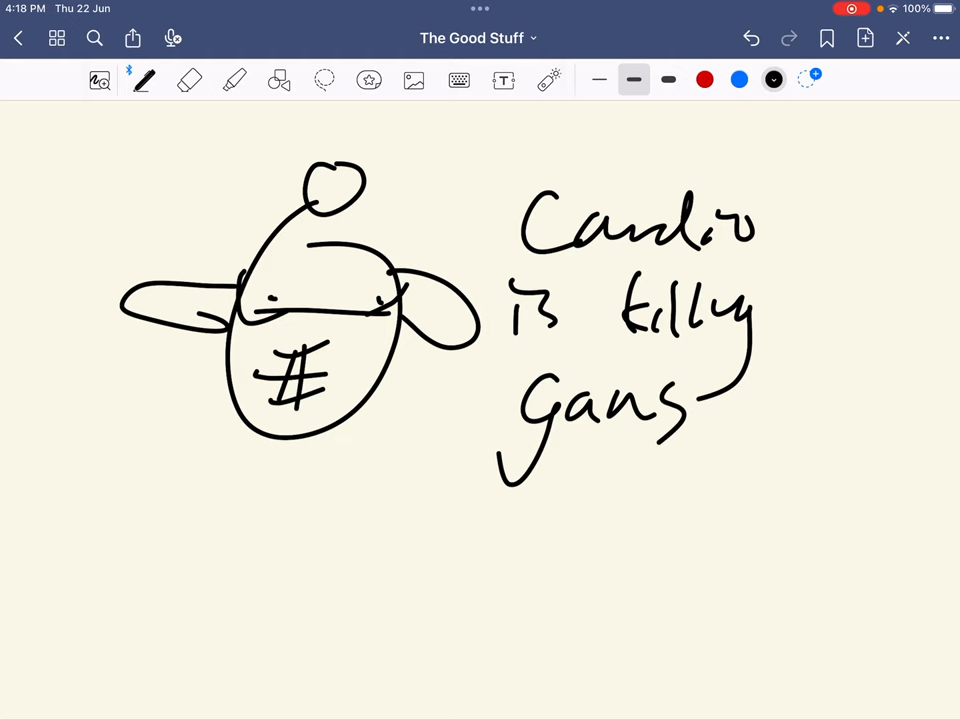 4:18 PM Thu 22 Jun
100%
The Good Stuff
T
#
Cardio
is killing
gains